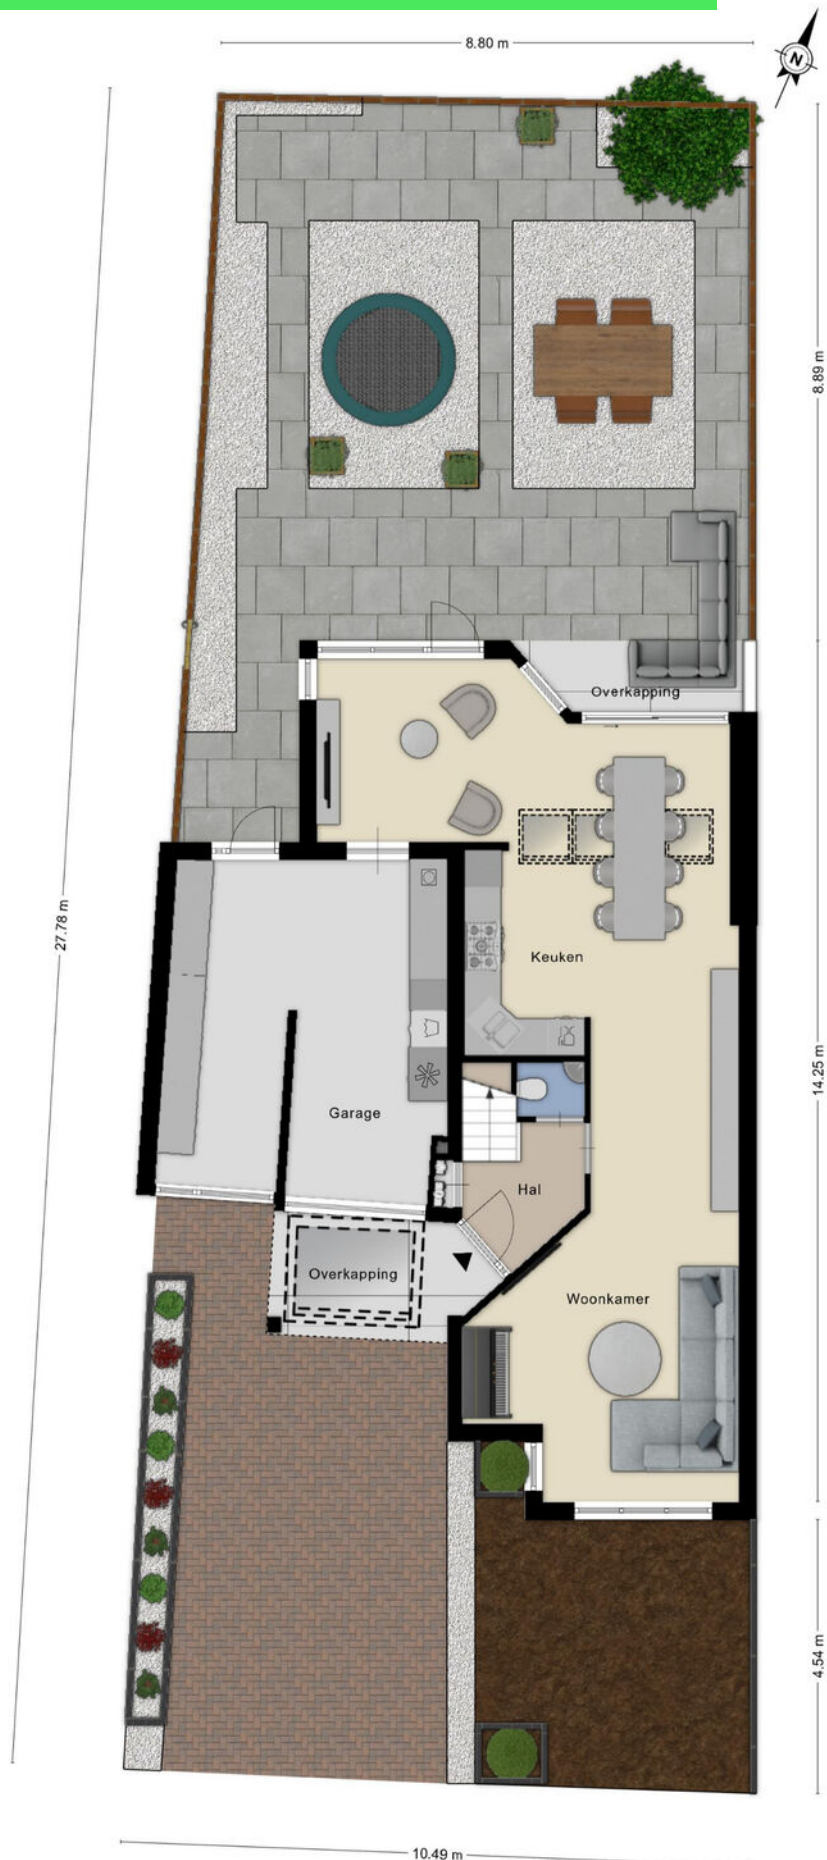 8.80 m
N
8.89 m
Overkapping
27.78 m
Keuken
14.25 m
Garage
Hal
Overkapping
Woonkamer
4.54 m
10.49 m